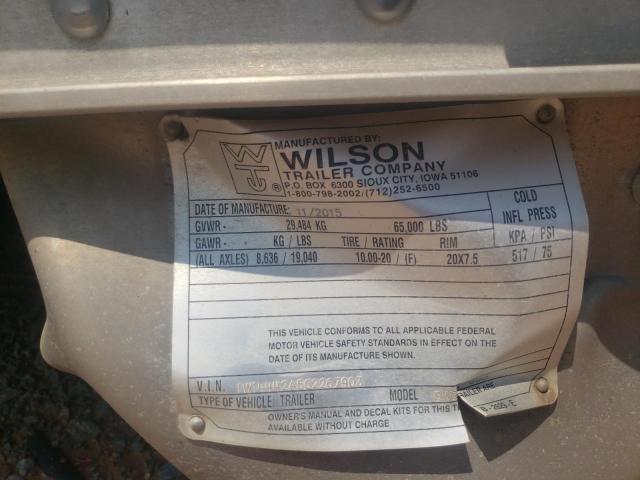 MANUFACTURED BY:
WT ® WILSON
TRAILER COMPANY
P.O. BOX 6300 SIOUX CITY, IOWA 51106
1-800-798-2002/(712)252-6500
DATE OF MANUFACTURE: 11/2015
COLD
INFL PRESS
GVWR - 29,484 KG 65,000 LBS
GAWR - KG / LBS TIRE / RATING RIM KPA / PSI
(ALL AXLES) 8,636 / 19,040 10.00-20 / (F) 20X7.5 517 / 75
THIS VEHICLE CONFORMS TO ALL APPLICABLE FEDERAL
MOTOR VEHICLE SAFETY STANDARDS IN EFFECT ON THE
DATE OF ITS MANUFACTURE SHOWN.
V.I.N.
TYPE OF VEHICLE TRAILER MODEL
OWNER'S MANUAL AND DECAL KITS FOR THIS TRAILER ARE
AVAILABLE WITHOUT CHARGE